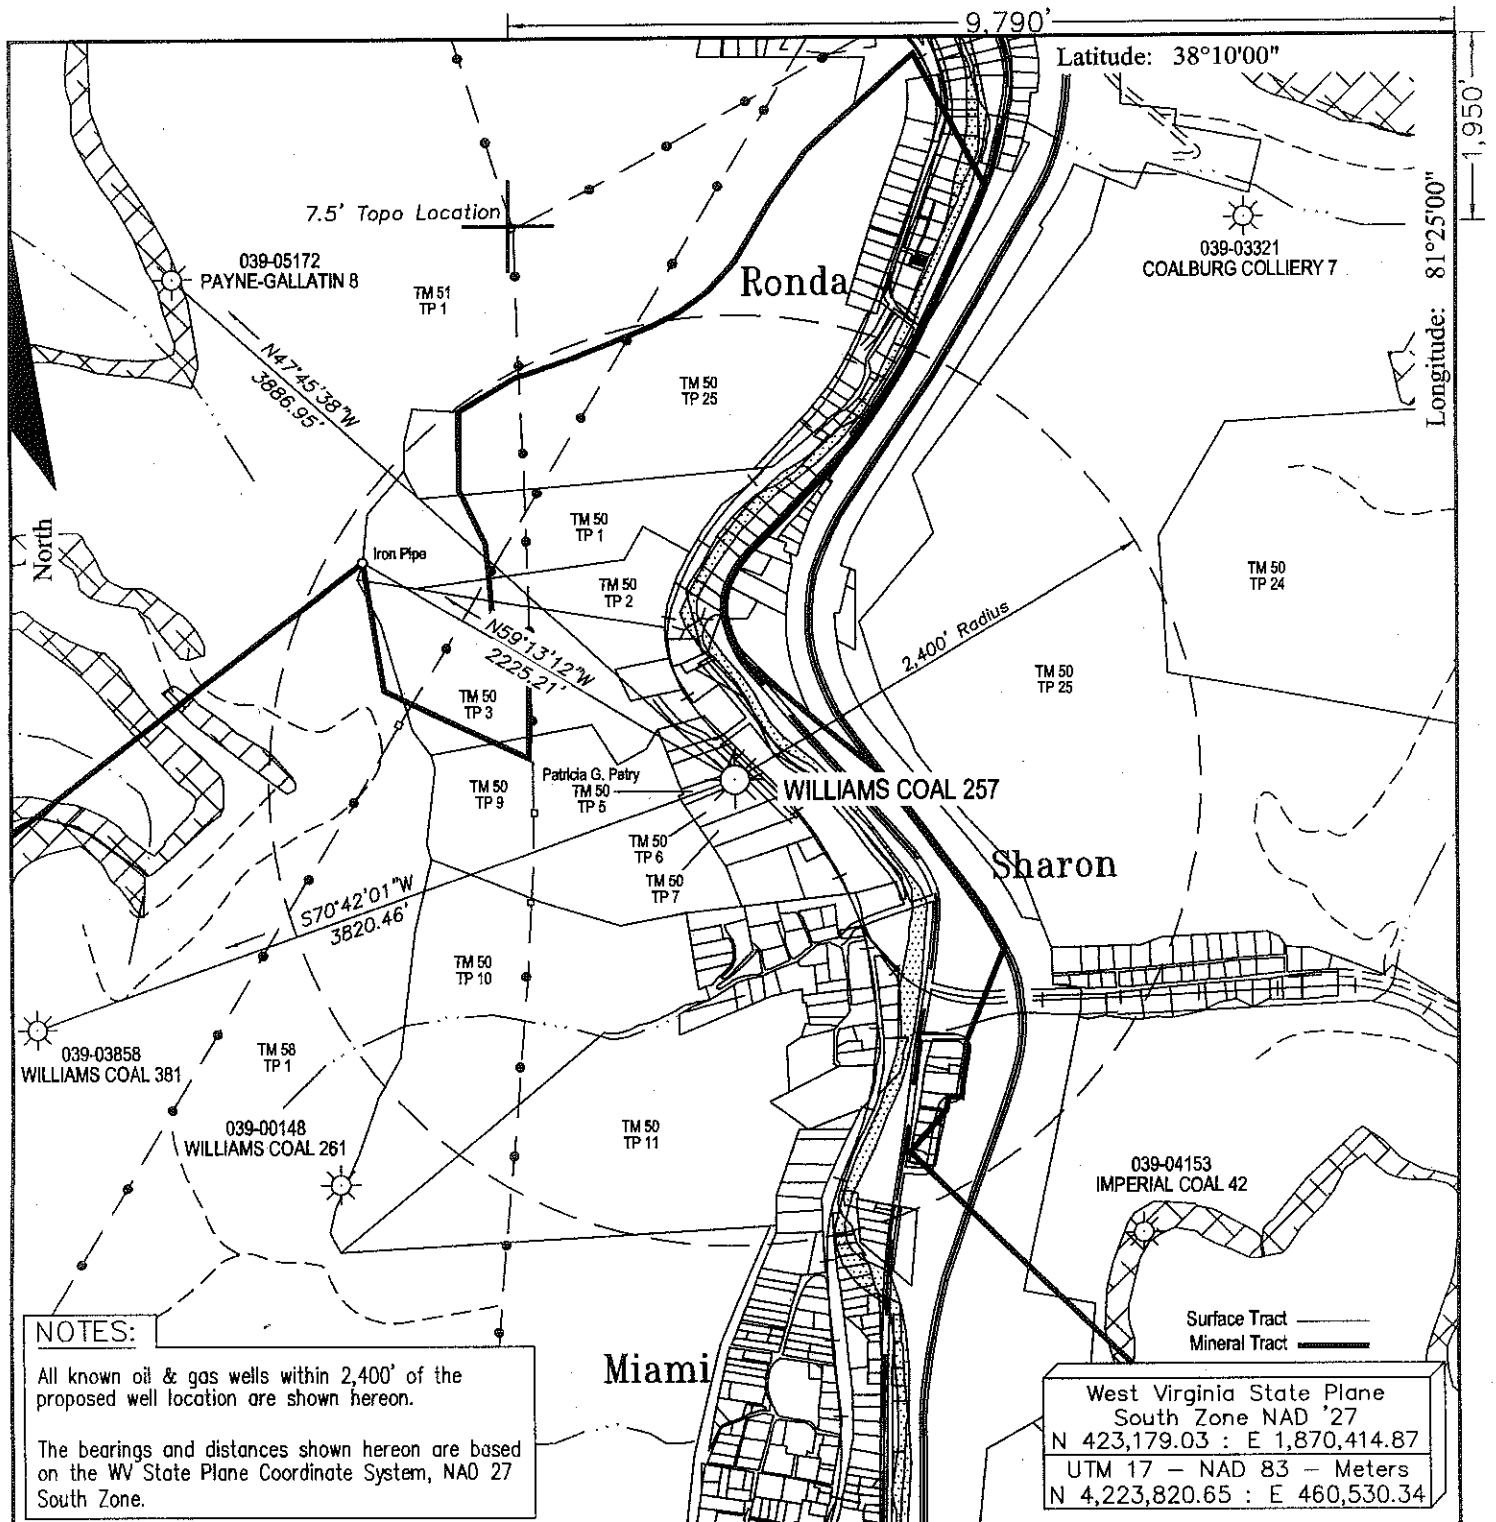 9,790'
Latitude: 38°10'00"
1,950'
Longitude: 81°25'00"
7.5' Topo Location
039-05172
PAYNE-GALLATIN 8
TM 51
TP 1
Ronda
039-03321
COALBURG COLLIERY 7
N47°45'38"W
3886.95'
TM 50
TP 25
North
Iron Pipe
TM 50
TP 1
TM 50
TP 2
TM 50
TP 24
N59°13'12"W
2225.21'
2,400' Radius
TM 50
TP 3
TM 50
TP 25
Patricia G. Petry
TM 50
TP 5
TM 50
TP 9
WILLIAMS COAL 257
TM 50
TP 6
TM 50
TP 7
Sharon
S70°42'01"W
3820.46'
TM 50
TP 10
039-03858
WILLIAMS COAL 381
TM 58
TP 1
039-00148
WILLIAMS COAL 261
TM 50
TP 11
039-04153
IMPERIAL COAL 42
Miami
Surface Tract
Mineral Tract
NOTES:
All known oil & gas wells within 2,400' of the
proposed well location are shown hereon.
The bearings and distances shown hereon are based
on the WV State Plane Coordinate System, NAD 27
South Zone.
West Virginia State Plane
South Zone NAD '27
N 423,179.03 : E 1,870,414.87
UTM 17 – NAD 83 – Meters
N 4,223,820.65 : E 460,530.34